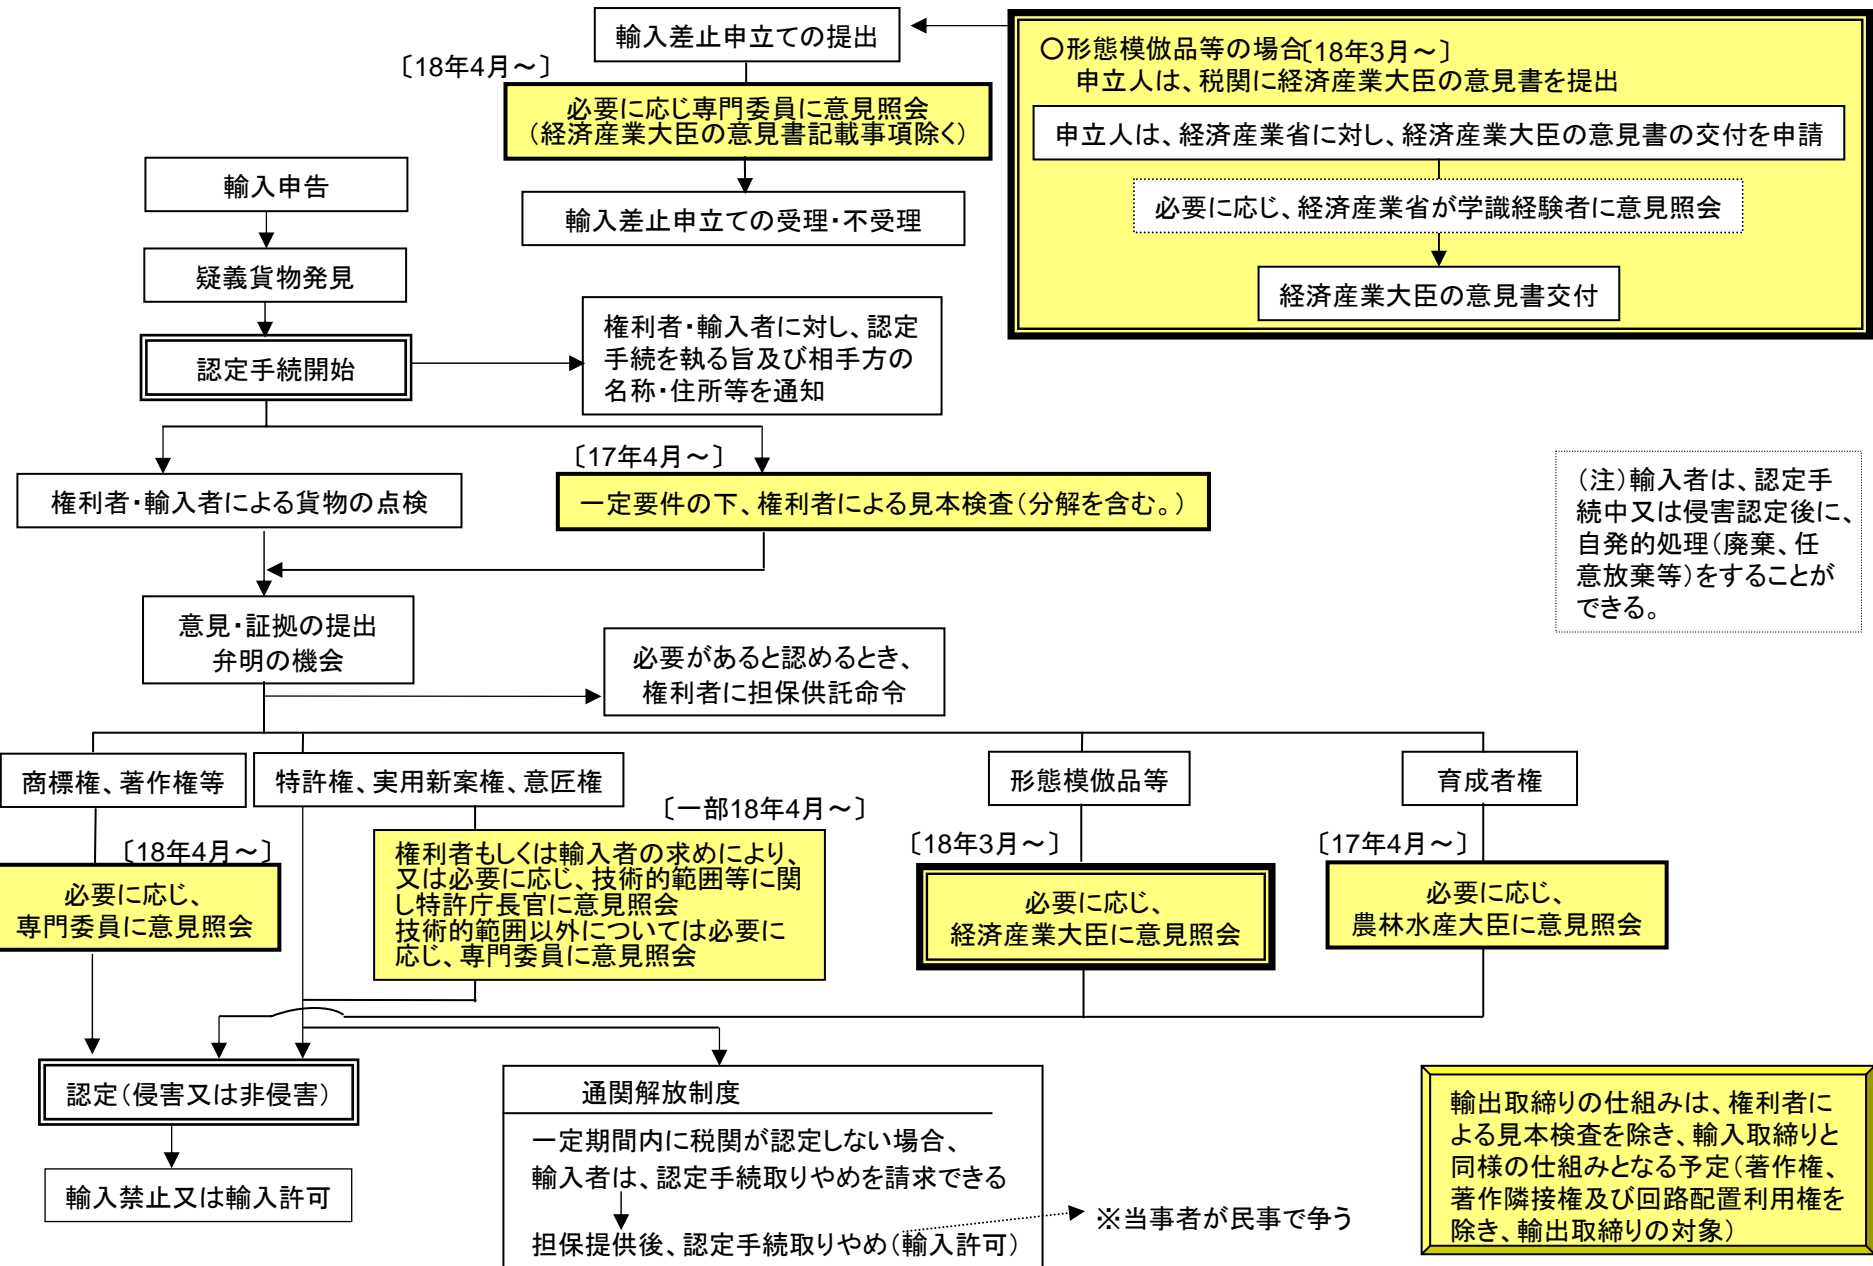 輸入差止申立ての提出
〔18年4月～〕
必要に応じ専門委員に意見照会
（経済産業大臣の意見書記載事項除く）
輸入差止申立ての受理・不受理
○形態模倣品等の場合〔18年3月～〕
申立人は、税関に経済産業大臣の意見書を提出
申立人は、経済産業省に対し、経済産業大臣の意見書の交付を申請
必要に応じ、経済産業省が学識経験者に意見照会
経済産業大臣の意見書交付
輸入申告
疑義貨物発見
認定手続開始
権利者・輸入者に対し、認定
手続を執る旨及び相手方の
名称・住所等を通知
権利者・輸入者による貨物の点検
〔17年4月～〕
一定要件の下、権利者による見本検査（分解を含む。）
（注）輸入者は、認定手
続中又は侵害認定後に、
自発的処理（廃棄、任
意放棄等）をすることが
できる。
意見・証拠の提出
弁明の機会
必要があると認めるとき、
権利者に担保供託命令
商標権、著作権等
特許権、実用新案権、意匠権
形態模倣品等
育成者権
〔18年4月～〕
必要に応じ、
専門委員に意見照会
〔一部18年4月～〕
権利者もしくは輸入者の求めにより、
又は必要に応じ、技術的範囲等に関
し特許庁長官に意見照会
技術的範囲以外については必要に
応じ、専門委員に意見照会
〔18年3月～〕
必要に応じ、
経済産業大臣に意見照会
〔17年4月～〕
必要に応じ、
農林水産大臣に意見照会
認定（侵害又は非侵害）
輸入禁止又は輸入許可
通関解放制度
一定期間内に税関が認定しない場合、
輸入者は、認定手続取りやめを請求できる
担保提供後、認定手続取りやめ（輸入許可）
※当事者が民事で争う
輸出取締りの仕組みは、権利者に
よる見本検査を除き、輸入取締りと
同様の仕組みとなる予定（著作権、
著作隣接権及び回路配置利用権を
除き、輸出取締りの対象）